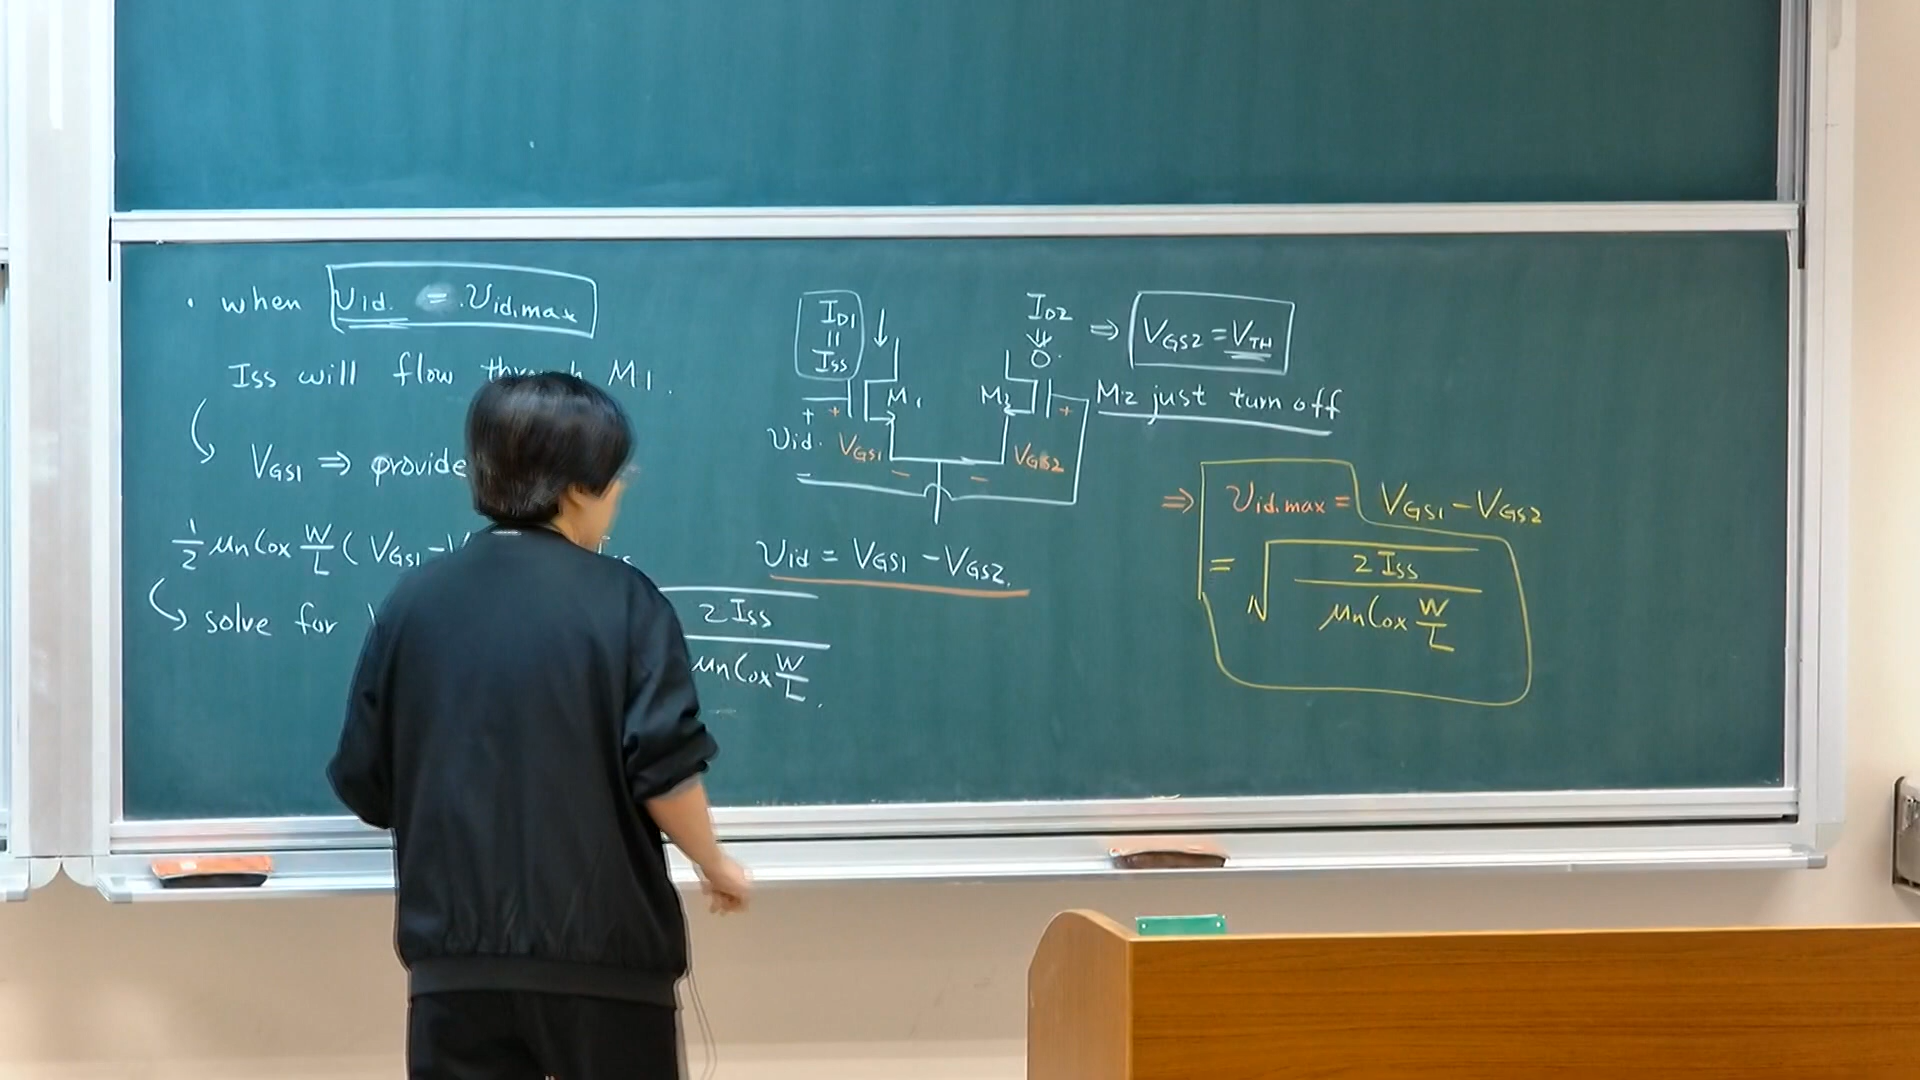 • when Vid. = Vid,max
Iss will flow through M1.
VGS1 ⇒ provide
1/2 μnCox W/L ( VGS1 -
solve for
2 Iss
μnCox W/L .
ID1
=
Iss
ID2
⇓
0.
⇒ VGS2 = VTH
M1
M2
M2 just turn off
+ +
+
Vid. VGS1
VGS2
− −
−
Vid = VGS1 - VGS2.
⇒ Vid,max = VGS1 - VGS2
= √ 2 Iss / μnCox W/L